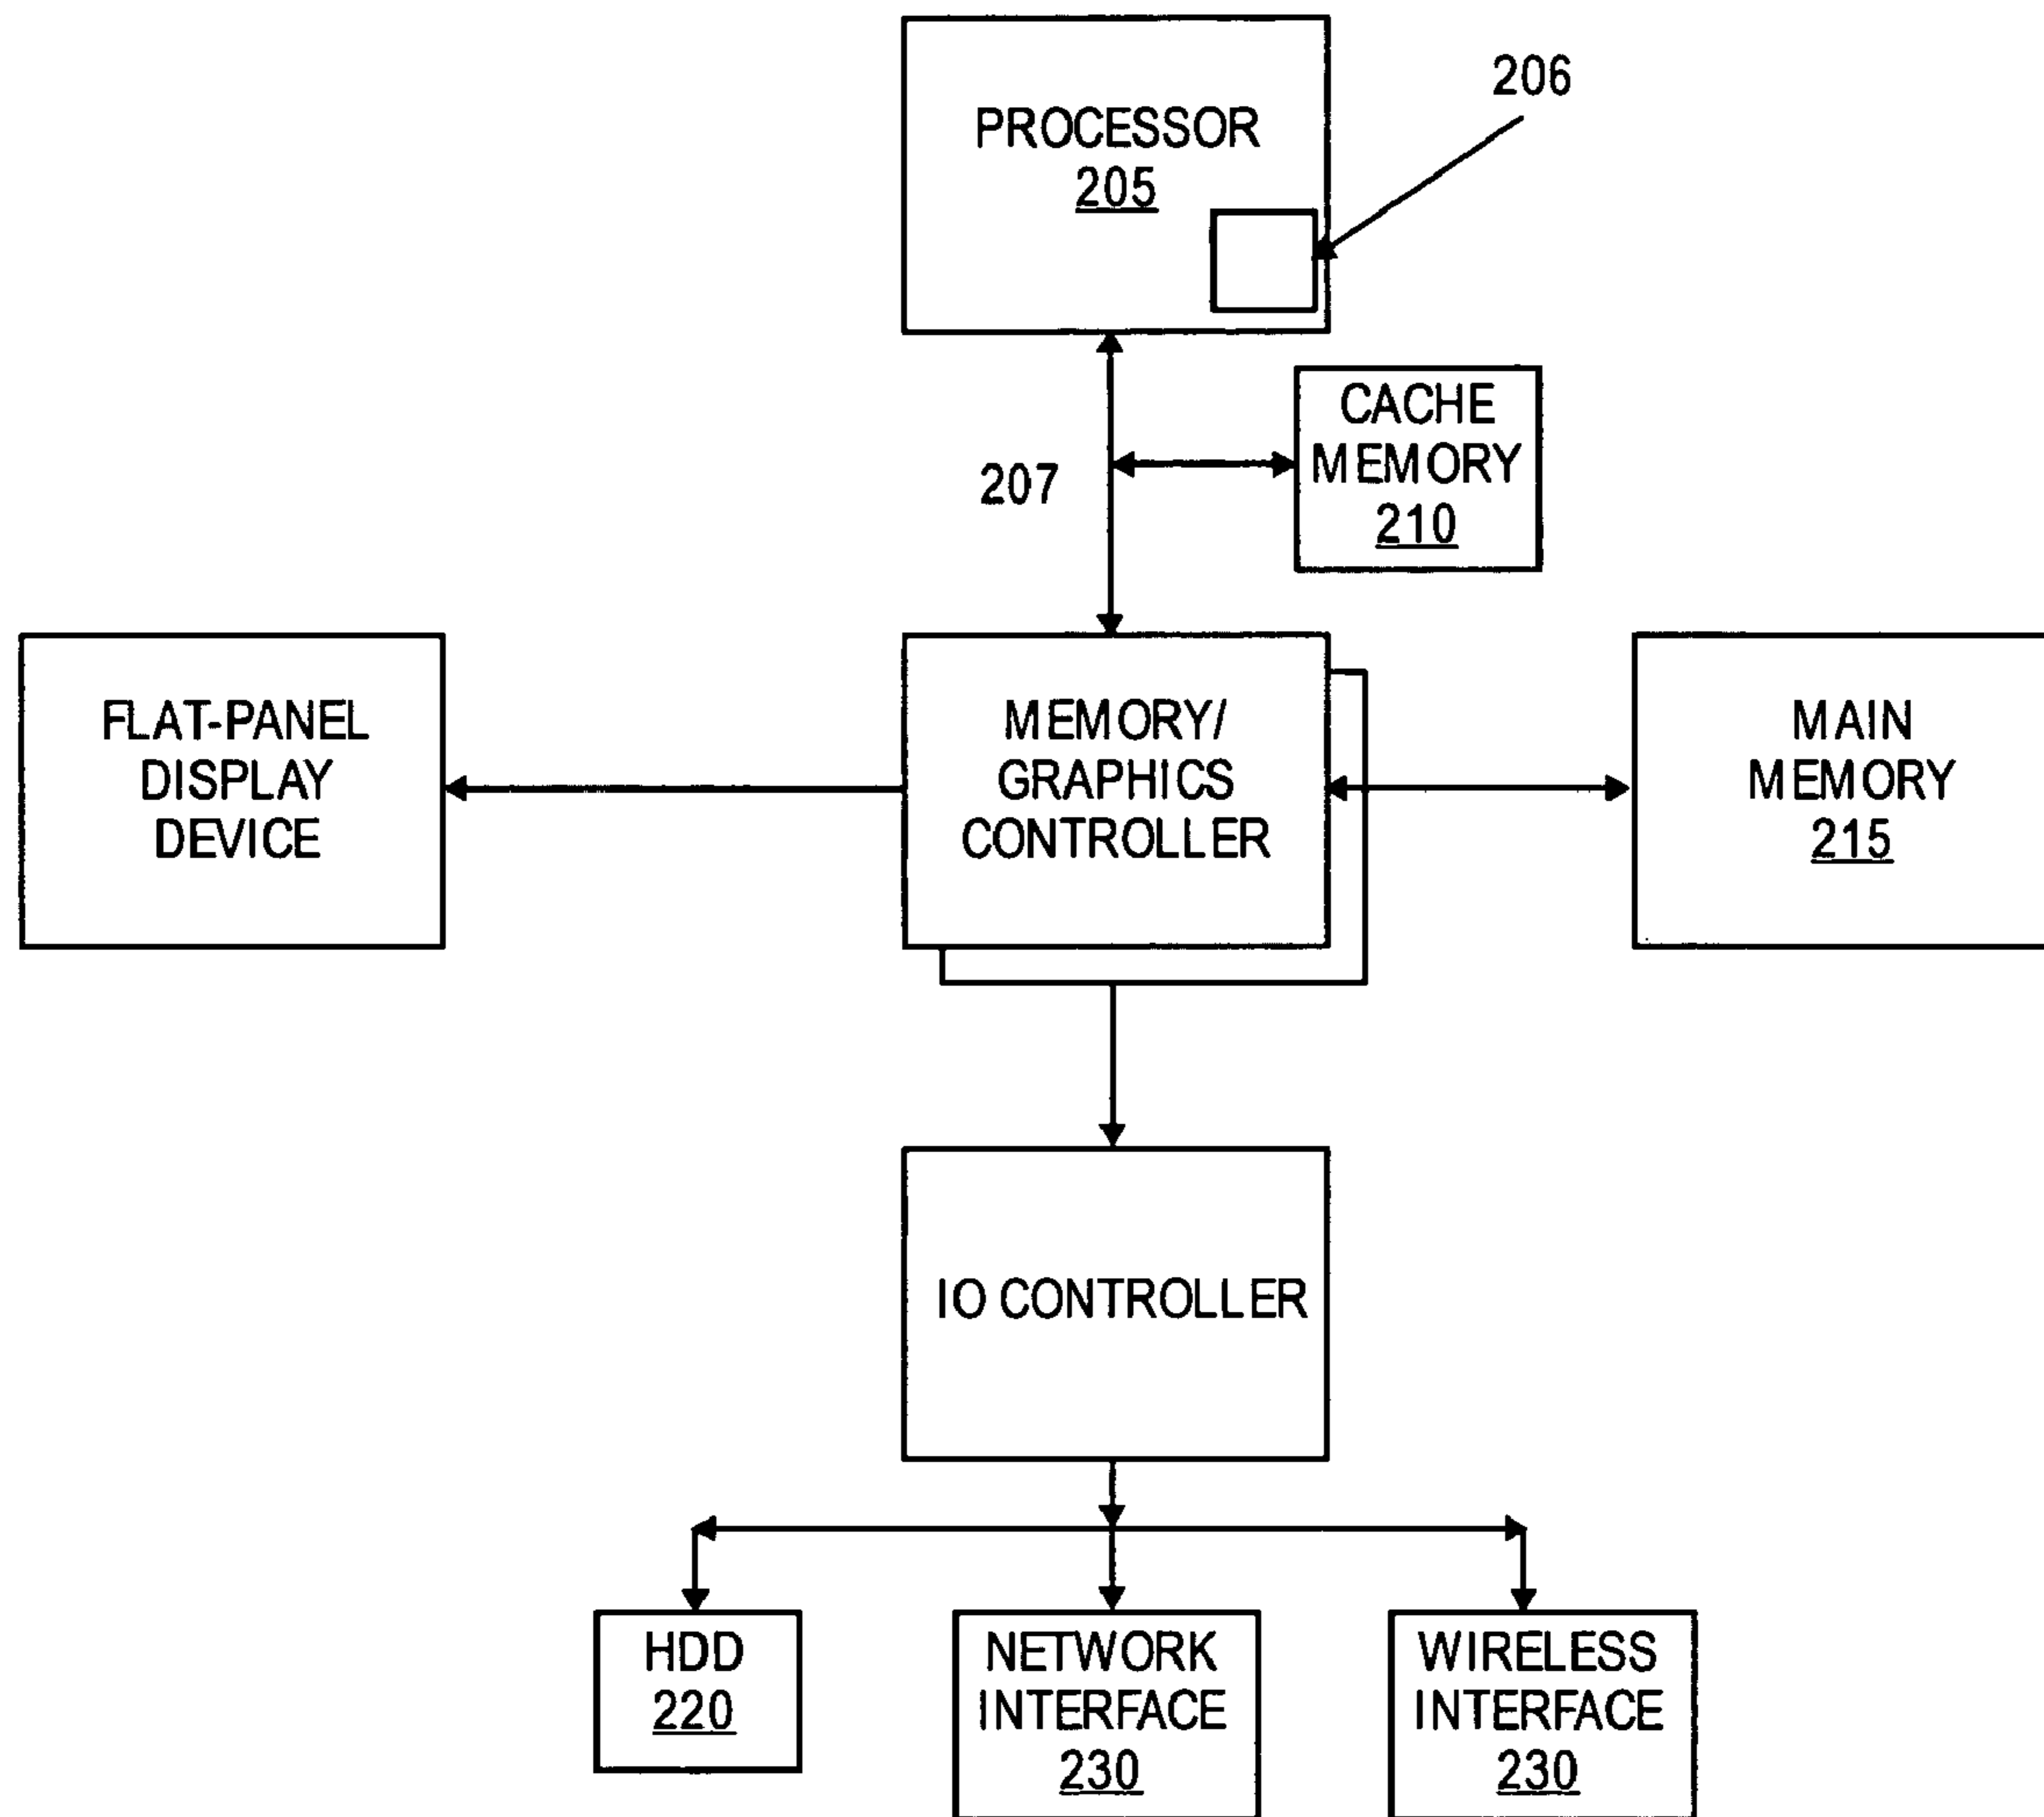 PROCESSOR
205
206
CACHE
MEMORY
210
207
FLAT-PANEL
DISPLAY
DEVICE
MEMORY/
GRAPHICS
CONTROLLER
MAIN
MEMORY
215
IO CONTROLLER
HDD
220
NETWORK
INTERFACE
230
WIRELESS
INTERFACE
230